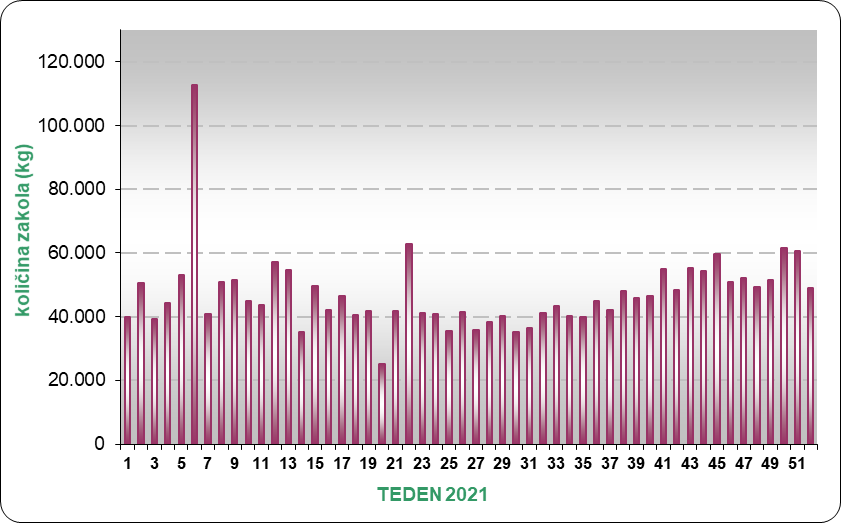 količina zakola (kg)
120.000
100.000
80.000
60.000
40.000
20.000
0
1 3 5 7 9 11 13 15 17 19 21 23 25 27 29 31 33 35 37 39 41 43 45 47 49 51
TEDEN 2021